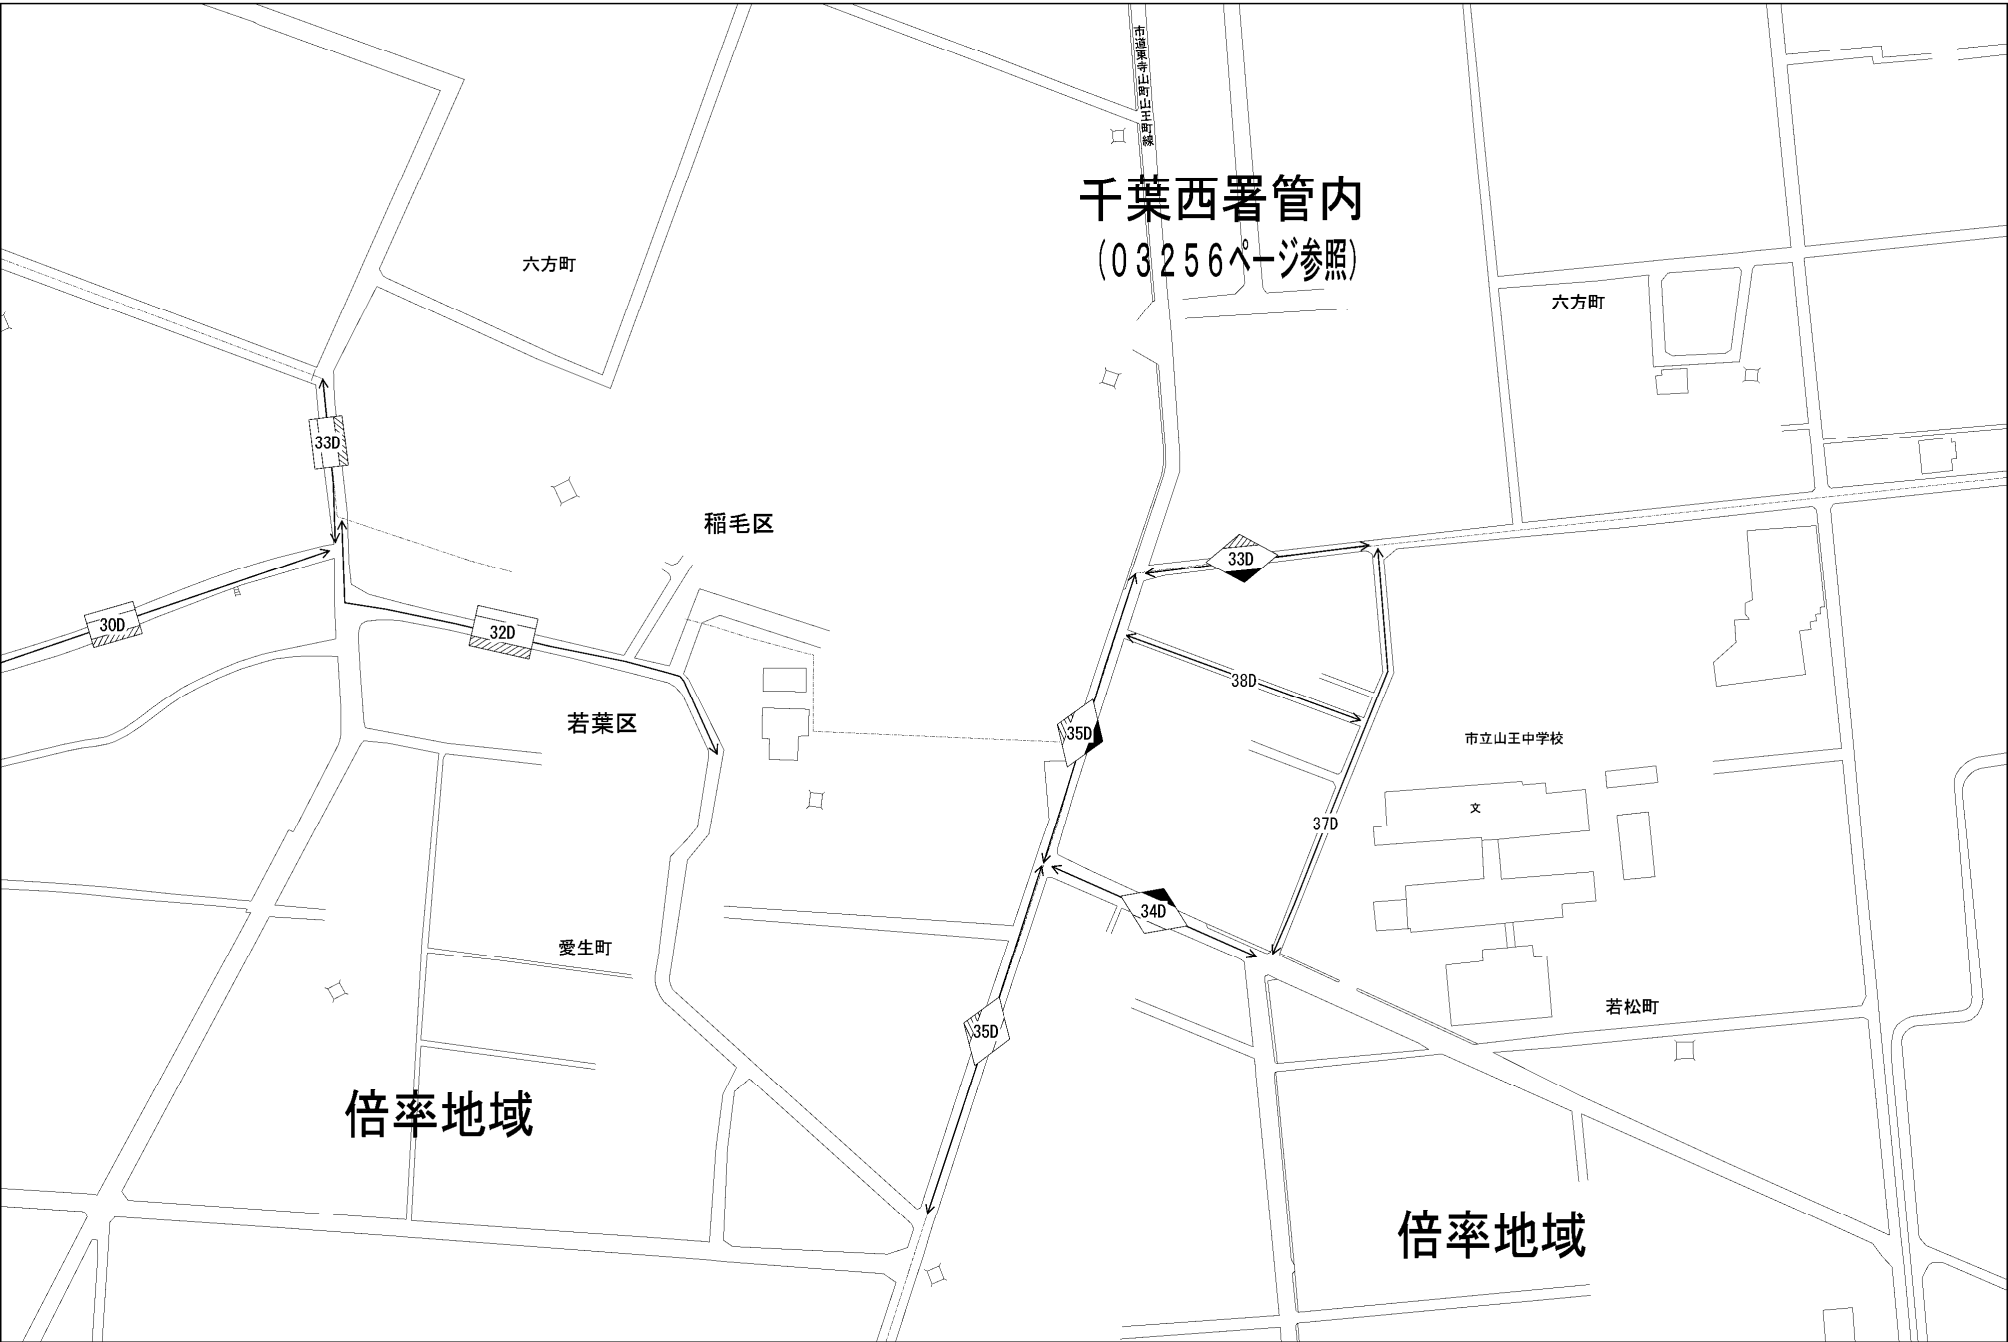 市道東寺山町山王町線
千葉西署管内
(03256ページ参照)
六方町
六方町
33D
稲毛区
33D
30D
32D
38D
若葉区
35D
市立山王中学校
文
37D
34D
愛生町
若松町
35D
倍率地域
倍率地域